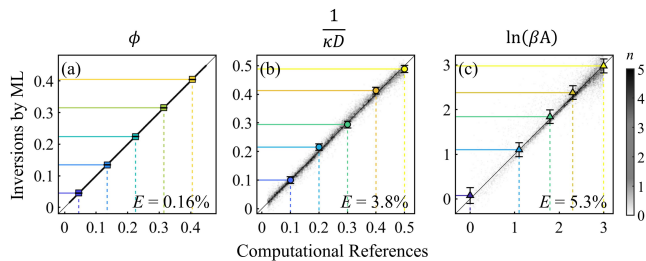 ϕ
1
κD
ln(βA)
(a)
0.4
0.3
0.2
0.1
0
E = 0.16%
0 0.1 0.2 0.3 0.4
(b)
0.5
0.4
0.3
0.2
0.1
0
E = 3.8%
0 0.1 0.2 0.3 0.4 0.5
(c)
3
2
1
0
E = 5.3%
0 1 2 3
n
5
4
3
2
1
0
Inversions by ML
Computational References